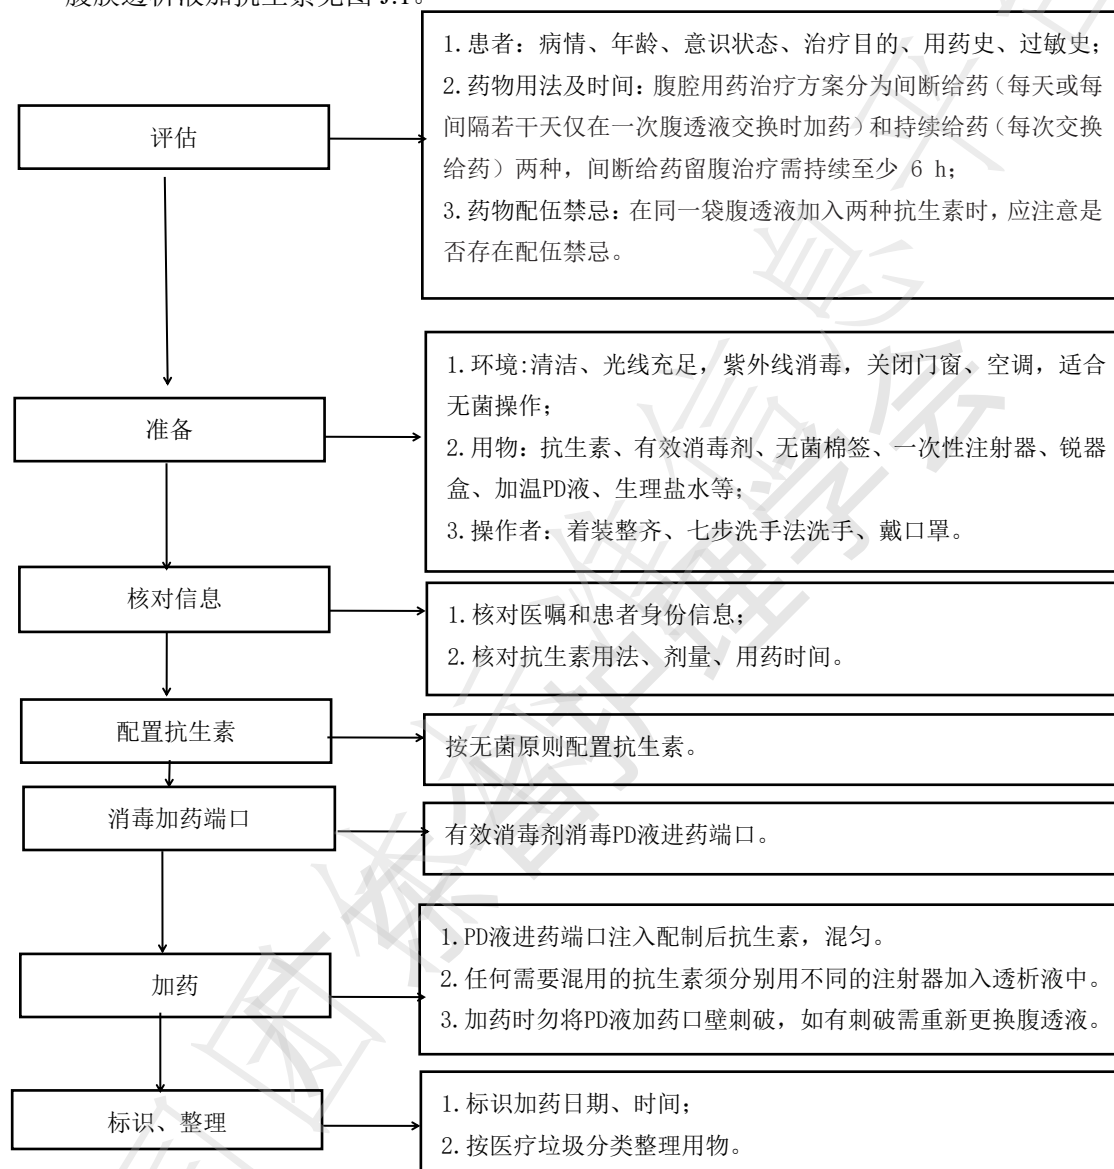 腹膜透析液加抗生素见图 J.1。
评估
1.患者：病情、年龄、意识状态、治疗目的、用药史、过敏史；
2.药物用法及时间：腹腔用药治疗方案分为间断给药（每天或每
间隔若干天仅在一次腹透液交换时加药）和持续给药（每次交换
给药）两种，间断给药留腹治疗需持续至少 6 h；
3.药物配伍禁忌：在同一袋腹透液加入两种抗生素时，应注意是
否存在配伍禁忌。
准备
1.环境:清洁、光线充足，紫外线消毒，关闭门窗、空调，适合
无菌操作；
2.用物：抗生素、有效消毒剂、无菌棉签、一次性注射器、锐器
盒、加温PD液、生理盐水等；
3.操作者：着装整齐、七步洗手法洗手、戴口罩。
核对信息
1.核对医嘱和患者身份信息；
2.核对抗生素用法、剂量、用药时间。
配置抗生素
按无菌原则配置抗生素。
消毒加药端口
有效消毒剂消毒PD液进药端口。
加药
1.PD液进药端口注入配制后抗生素，混匀。
2.任何需要混用的抗生素须分别用不同的注射器加入透析液中。
3.加药时勿将PD液加药口壁刺破，如有刺破需重新更换腹透液。
标识、整理
1.标识加药日期、时间；
2.按医疗垃圾分类整理用物。